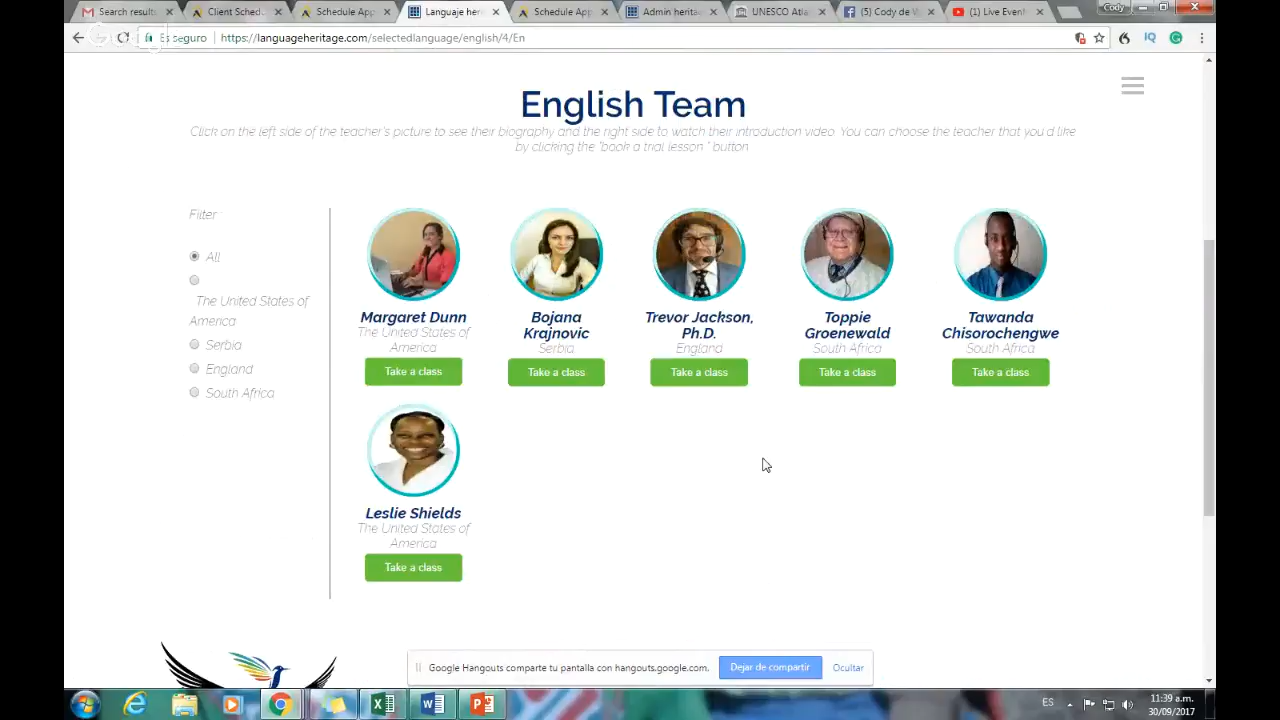 Search results
Client Sched
Schedule App
Languaje her
Schedule App
Admin herita
UNESCO Atla
(5) Cody de V
(1) Live Event
Cody
Es seguro
https://languageheritage.com/selectedlanguage/english/4/En
IQ
English Team
Click on the left side of the teacher's picture to see their biography and the right side to watch their introduction video. You can choose the teacher that you'd like
by clicking the "book a trial lesson " button
Filter
All
The United States of
America
Serbia
England
South Africa
Margaret Dunn
The United States of
America
Take a class
Bojana
Krajnovic
Serbia
Take a class
Trevor Jackson,
Ph.D.
England
Take a class
Toppie
Groenewald
South Africa
Take a class
Tawanda
Chisorochengwe
South Africa
Take a class
Leslie Shields
The United States of
America
Take a class
Google Hangouts comparte tu pantalla con hangouts.google.com.
Dejar de compartir
Ocultar
ES
11:39 a.m.
30/09/2017